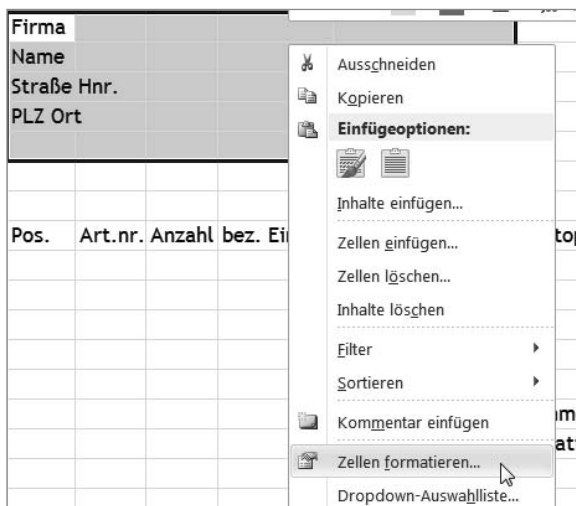 Firma
Name
Straße Hnr.
PLZ Ort
Pos. Art.nr. Anzahl bez.
Ausschneiden
Kopieren
Einfügeoptionen:
Inhalte einfügen...
Zellen einfügen...
Zellen löschen...
Inhalte löschen
Filter
Sortieren
Kommentar einfügen
Zellen formatieren...
Dropdown-Auswahlliste...